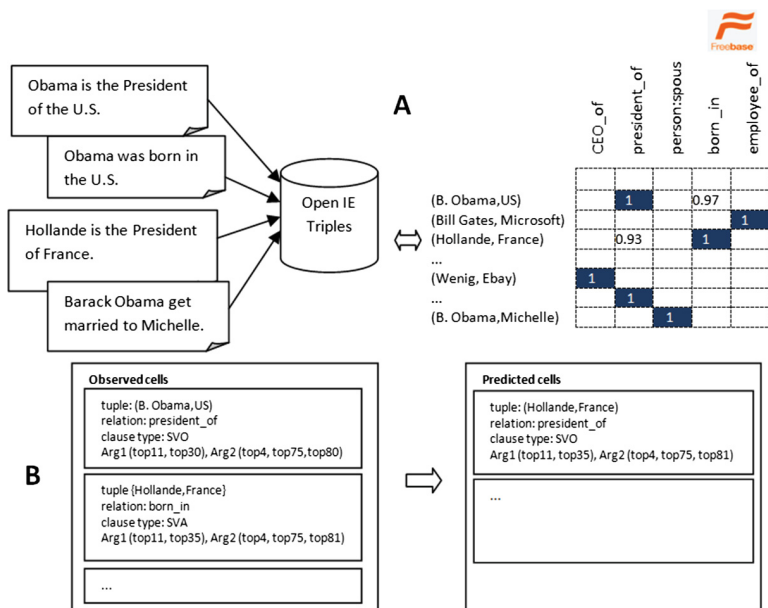 Freebase
Obama is the President
of the U.S.
Obama was born in
the U.S.
Hollande is the President
of France.
Barack Obama get
married to Michelle.
Open IE
Triples
A
CEO_of
president_of
person:spous
born_in
employee_of
(B. Obama,US) 1 0.97
(Bill Gates, Microsoft) 1
(Hollande, France) 0.93 1
...
(Wenig, Ebay) 1
... 1
(B. Obama,Michelle) 1
B
Observed cells
tuple: (B. Obama,US)
relation: president_of
clause type: SVO
Arg1 (top11, top30), Arg2 (top4, top75,top80)
tuple {Hollande,France}
relation: born_in
clause type: SVA
Arg1 (top11, top35), Arg2 (top4, top75, top81)
...
Predicted cells
tuple: (Hollande,France)
relation: president_of
clause type: SVO
Arg1 (top11, top35), Arg2 (top4, top75, top81)
...